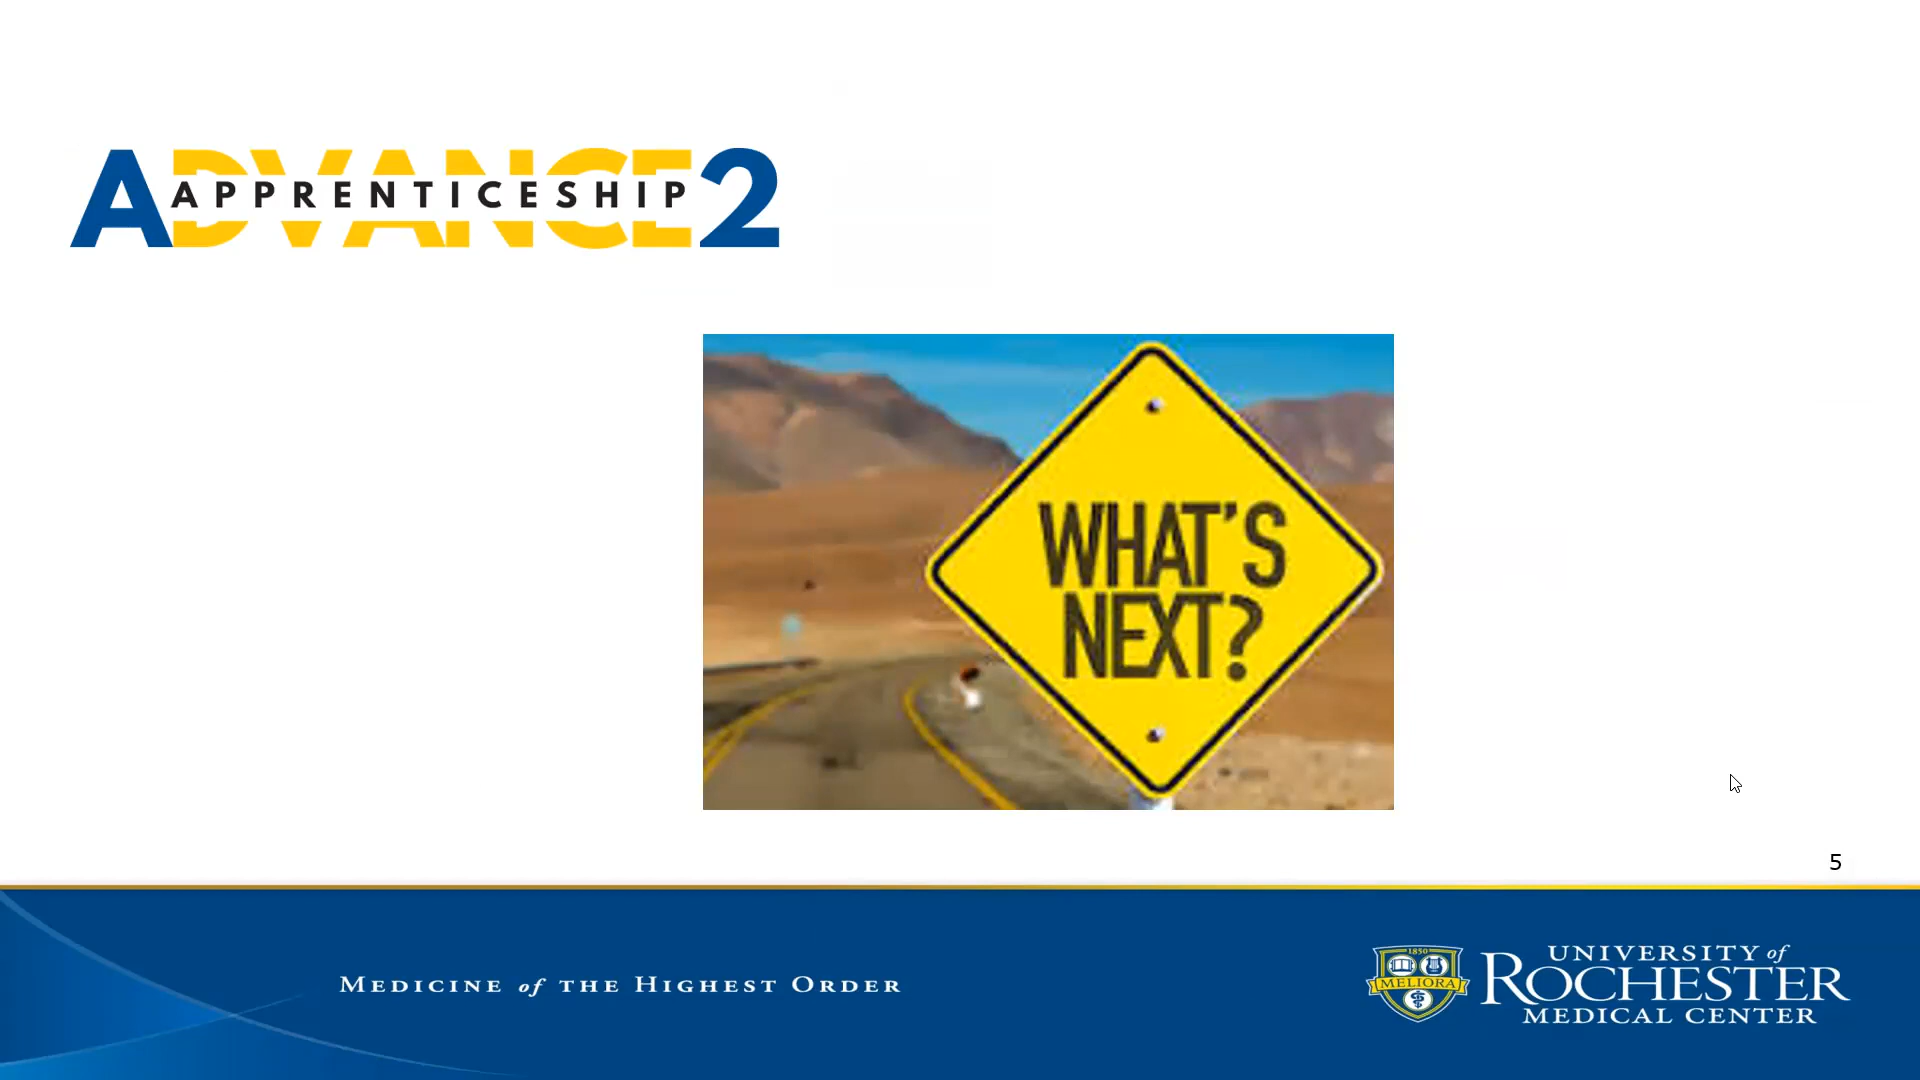 ADVANCE2
APPRENTICESHIP
WHAT'S
NEXT?
5
MEDICINE of THE HIGHEST ORDER
1850
MELIORA
UNIVERSITY of
ROCHESTER
MEDICAL CENTER